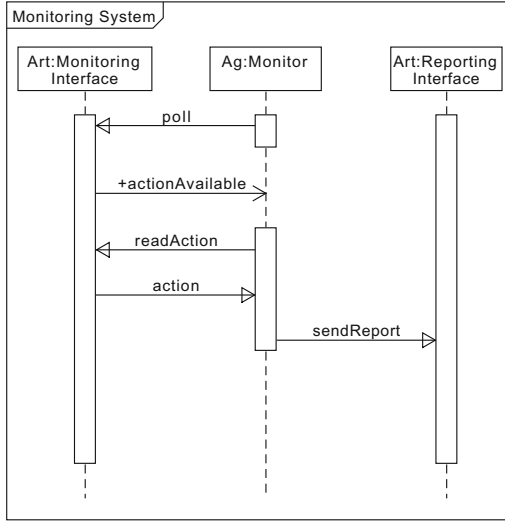 Monitoring System
Art:Monitoring
Interface
Ag:Monitor
Art:Reporting
Interface
poll
+actionAvailable
readAction
action
sendReport